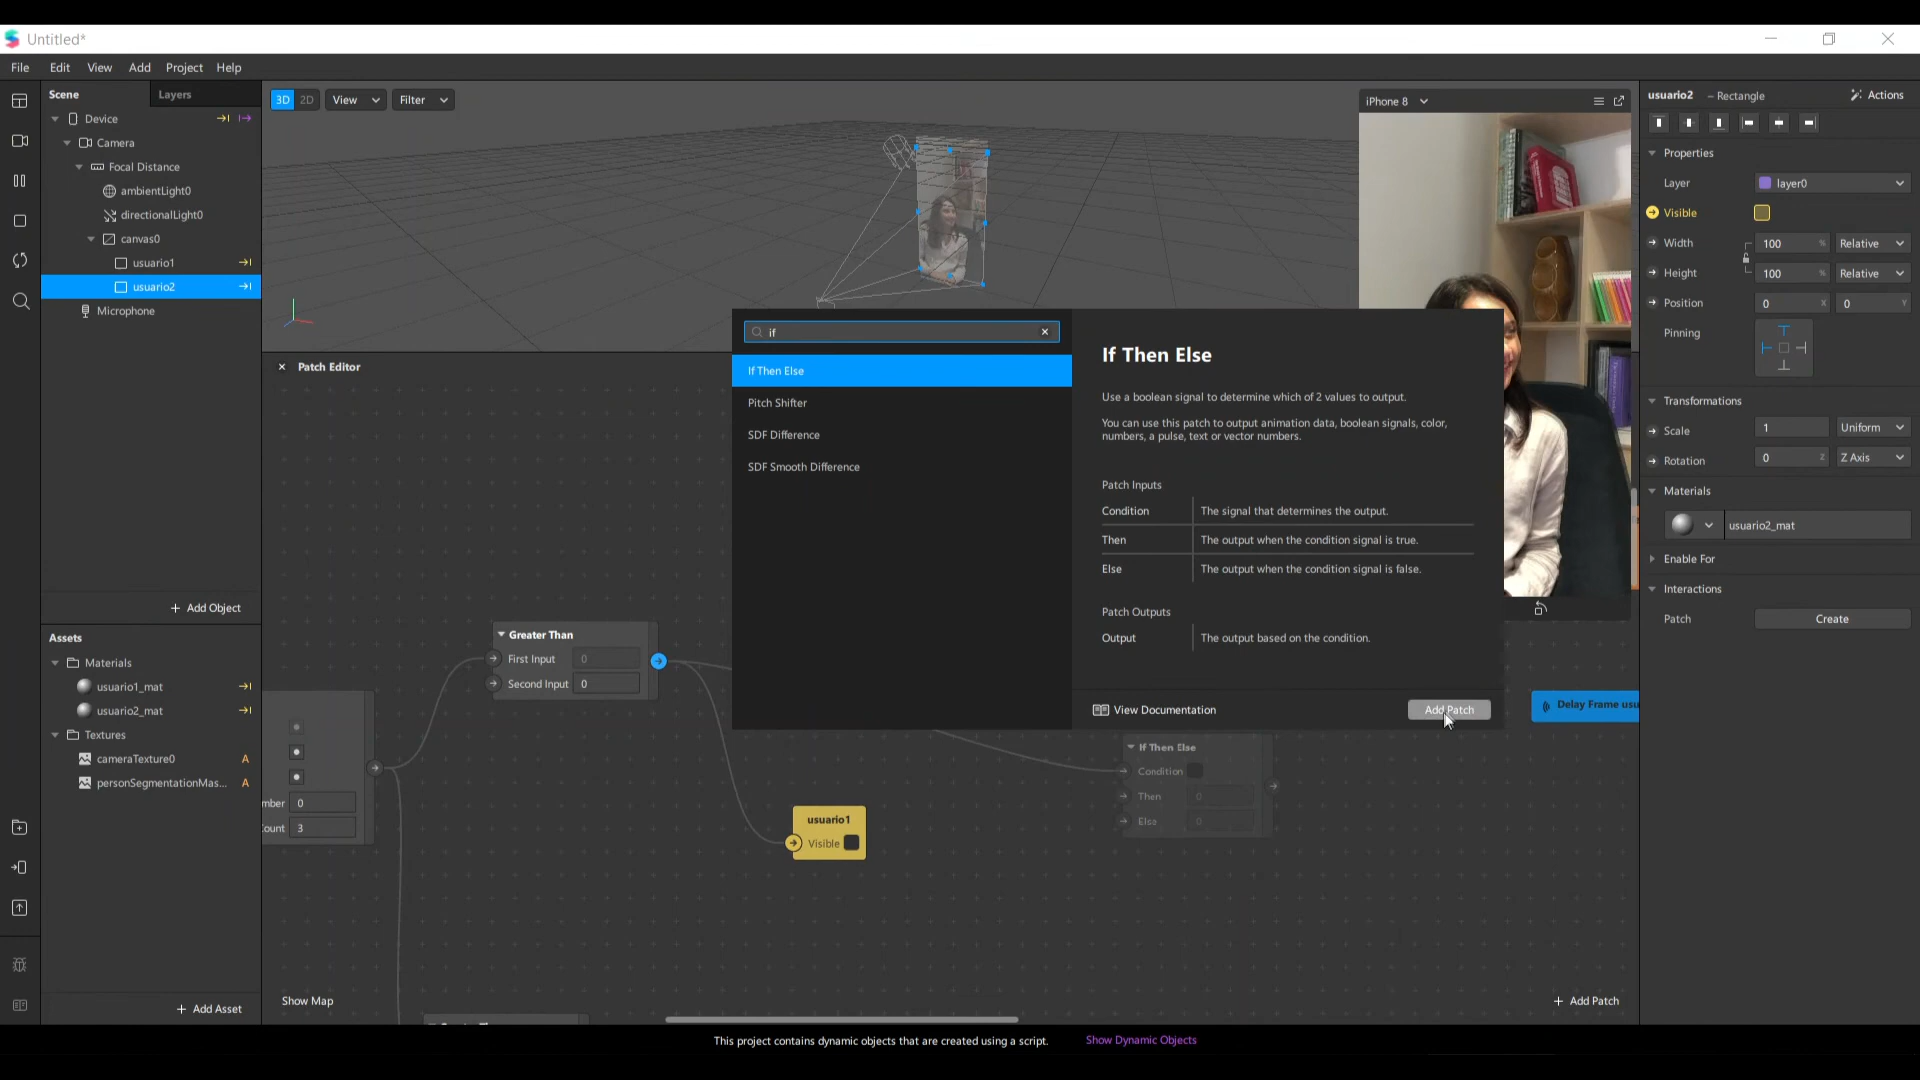 Untitled*
File Edit View Add Project Help
Scene Layers
Device
Camera
Focal Distance
ambientLight0
directionalLight0
canvas0
usuario1
usuario2
Microphone
+ Add Object
Assets
Materials
usuario1_mat
usuario2_mat
Textures
cameraTexture0 A
personSegmentationMas... A
+ Add Asset
3D 2D View Filter
iPhone 8
Patch Editor
Greater Than
First Input 0
Second Input 0
mber 0
Count 3
usuario1
Visible
if
If Then Else
Pitch Shifter
SDF Difference
SDF Smooth Difference
If Then Else
Use a boolean signal to determine which of 2 values to output.
You can use this patch to output animation data, boolean signals, color,
numbers, a pulse, text or vector numbers.
Patch Inputs
Condition The signal that determines the output.
Then The output when the condition signal is true.
Else The output when the condition signal is false.
Patch Outputs
Output The output based on the condition.
View Documentation Add Patch
If Then Else
Condition
Then 0
Else 0
Delay Frame usu
Show Map
+ Add Patch
usuario2 – Rectangle Actions
Properties
Layer layer0
Visible
Width 100 % Relative
Height 100 % Relative
Position 0 X 0 Y
Pinning
Transformations
Scale 1 Uniform
Rotation 0 Z Z Axis
Materials
usuario2_mat
Enable For
Interactions
Patch Create
This project contains dynamic objects that are created using a script. Show Dynamic Objects